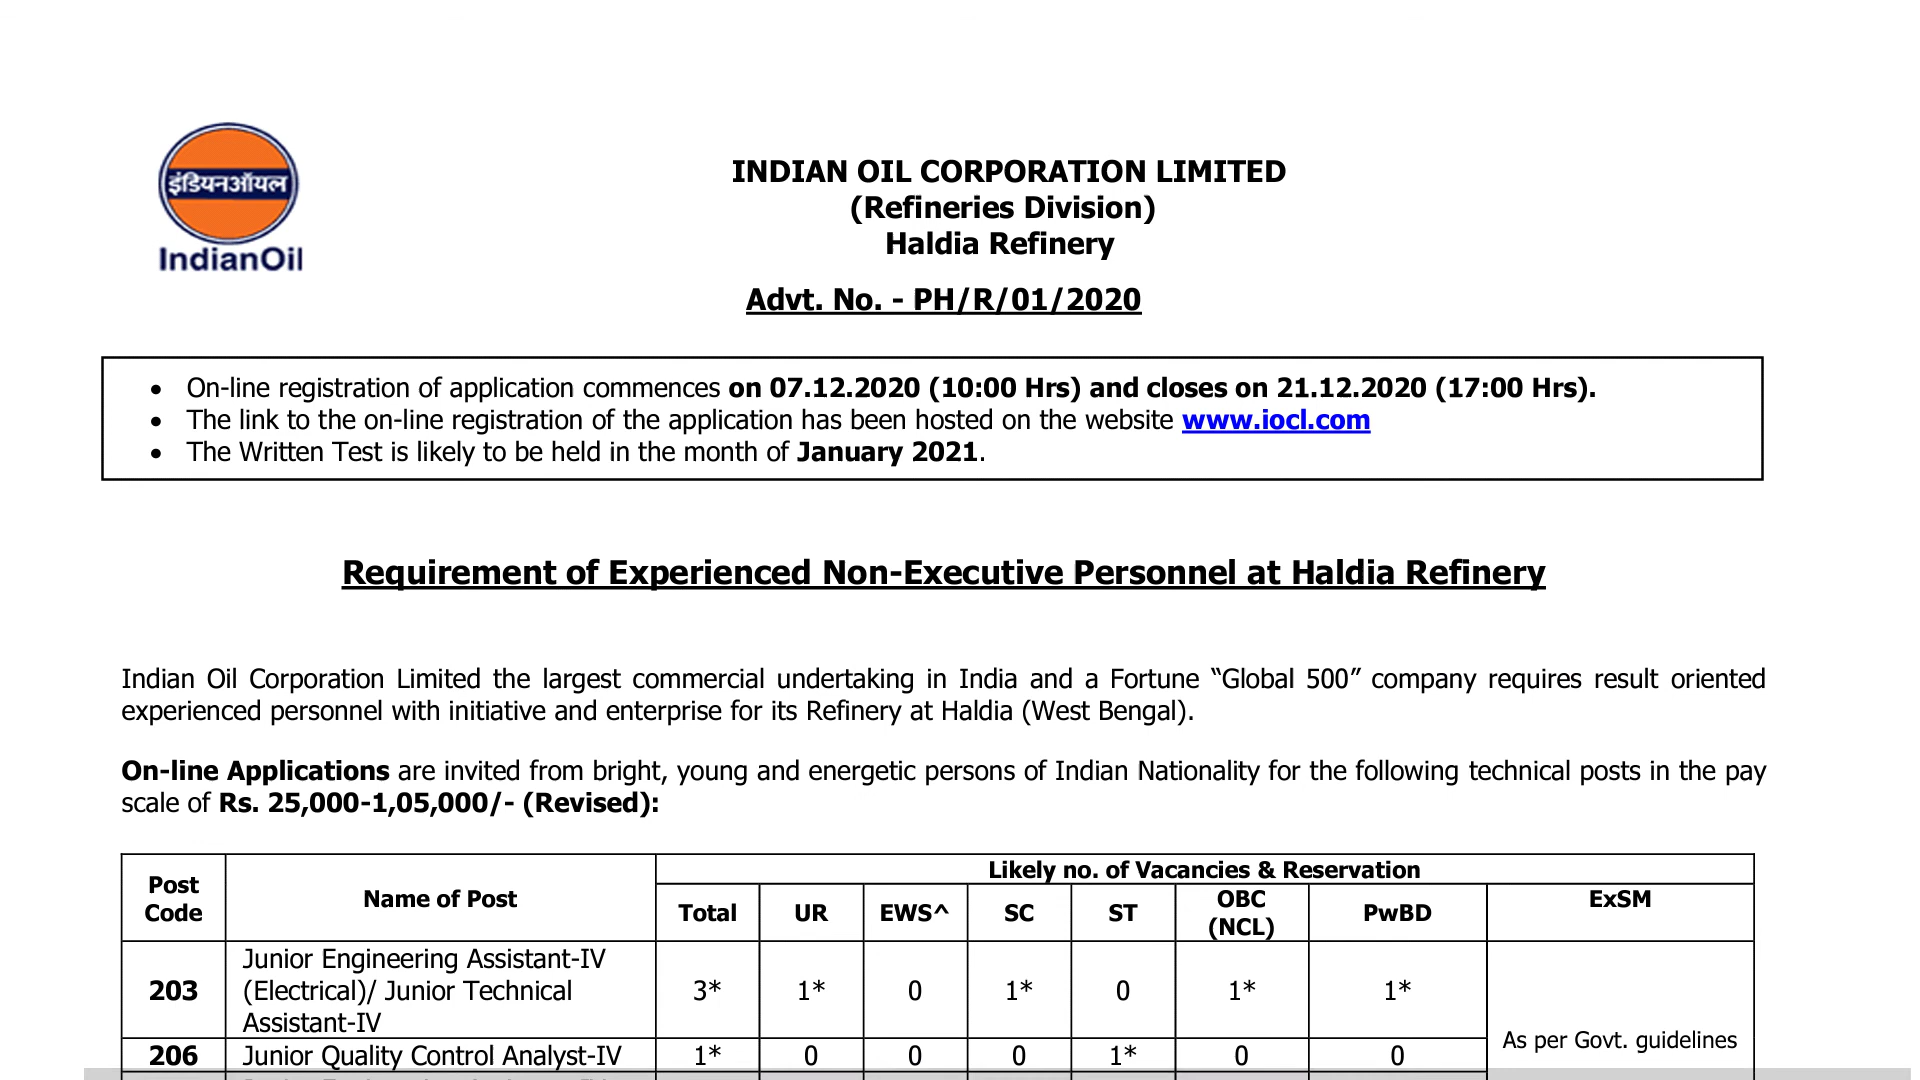 इंडियनऑयल
IndianOil
INDIAN OIL CORPORATION LIMITED
(Refineries Division)
Haldia Refinery
Advt. No. - PH/R/01/2020
• On-line registration of application commences on 07.12.2020 (10:00 Hrs) and closes on 21.12.2020 (17:00 Hrs).
• The link to the on-line registration of the application has been hosted on the website www.iocl.com
• The Written Test is likely to be held in the month of January 2021.
Requirement of Experienced Non-Executive Personnel at Haldia Refinery
Indian Oil Corporation Limited the largest commercial undertaking in India and a Fortune “Global 500” company requires result oriented
experienced personnel with initiative and enterprise for its Refinery at Haldia (West Bengal).
On-line Applications are invited from bright, young and energetic persons of Indian Nationality for the following technical posts in the pay
scale of Rs. 25,000-1,05,000/- (Revised):
Post Code Name of Post Likely no. of Vacancies & Reservation
Total UR EWS^ SC ST OBC (NCL) PwBD ExSM
203 Junior Engineering Assistant-IV
(Electrical)/ Junior Technical
Assistant-IV 3* 1* 0 1* 0 1* 1*
As per Govt. guidelines
206 Junior Quality Control Analyst-IV 1* 0 0 0 1* 0 0